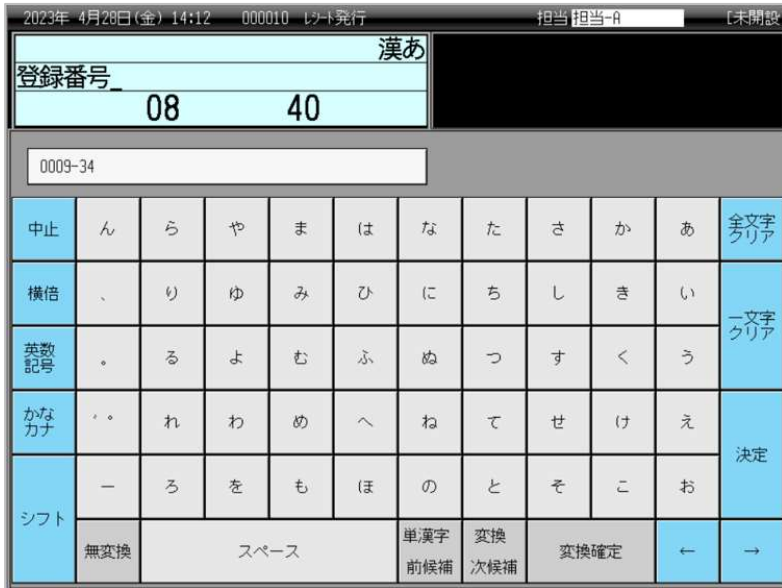 2023年 4月28日(金) 14:12 000010 ﾚｼｰﾄ発行 担当 担当-A [未開設
漢あ
登録番号_
08 40
0009-34
中止 ん ら や ま は な た さ か あ 全文字クリア
横倍 、 り ゆ み ひ に ち し き い 一文字クリア
英数記号 。 る よ む ふ ぬ つ す く う
かなカナ ゛゜ れ わ め へ ね て せ け え 決定
シフト ー ろ を も ほ の と そ こ お
無変換 スペース 単漢字前候補 変換次候補 変換確定 ← →